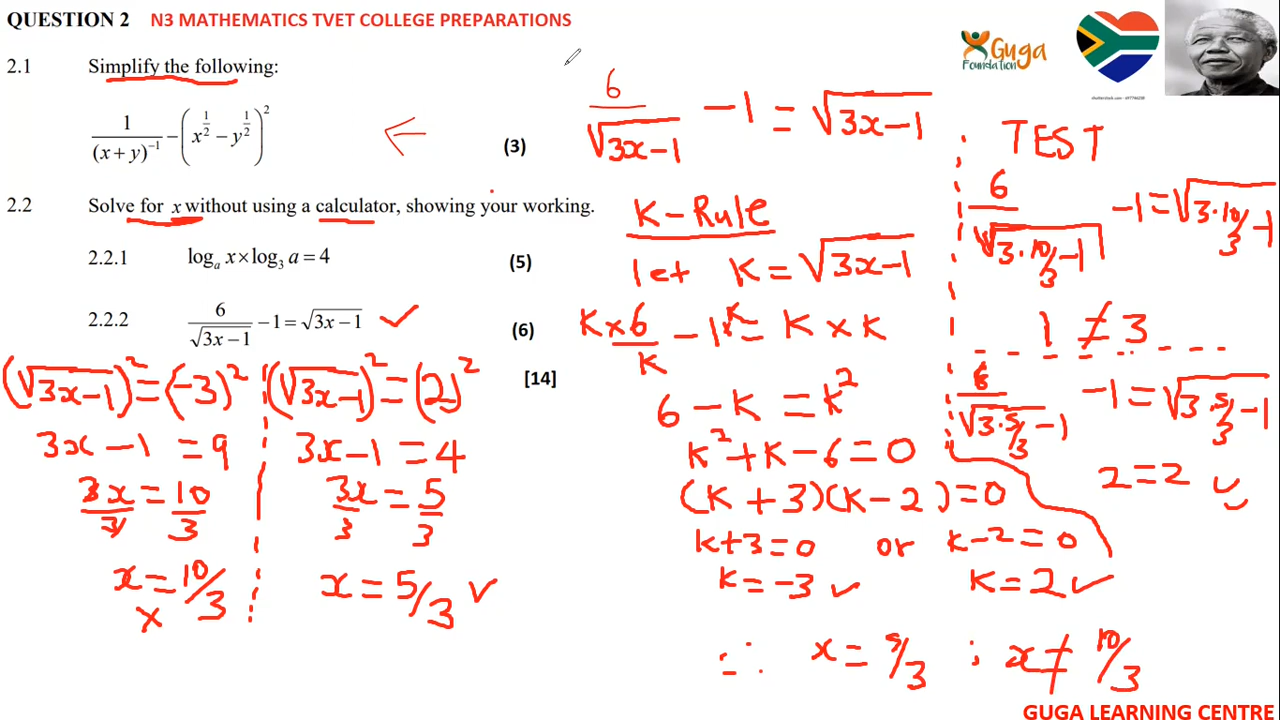 QUESTION 2 N3 MATHEMATICS TVET COLLEGE PREPARATIONS
Guga
Foundation
2.1 Simplify the following:
1/(x+y)^{-1} − (x^{1/2} − y^{1/2})^2 (3)
2.2 Solve for x without using a calculator, showing your working.
2.2.1 log_a x × log_3 a = 4 (5)
2.2.2 6/√(3x−1) − 1 = √(3x−1) ✓ (6)
[14]
(√(3x−1))^2 = (−3)^2
3x − 1 = 9
3x/3 = 10/3
x = 10/3
x
(√(3x−1))^2 = (2)^2
3x − 1 = 4
3x/3 = 5/3
x = 5/3 ✓
6/√(3x−1) − 1 = √(3x−1)
K-Rule
let K = √(3x−1)
K × 6/K − 1×K = K × K
6 − K = K^2
K^2 + K − 6 = 0
(K + 3)(K − 2) = 0
K+3 = 0 or K−2 = 0
K = −3 ✓ K = 2 ✓
∴ x = 5/3 ; x ≠ 10/3
TEST
6/√(3·10/3 − 1) − 1 = √(3·10/3 − 1)
1 ≠ 3
6/√(3·5/3 − 1) − 1 = √(3·5/3 − 1)
2 = 2 ✓
GUGA LEARNING CENTRE